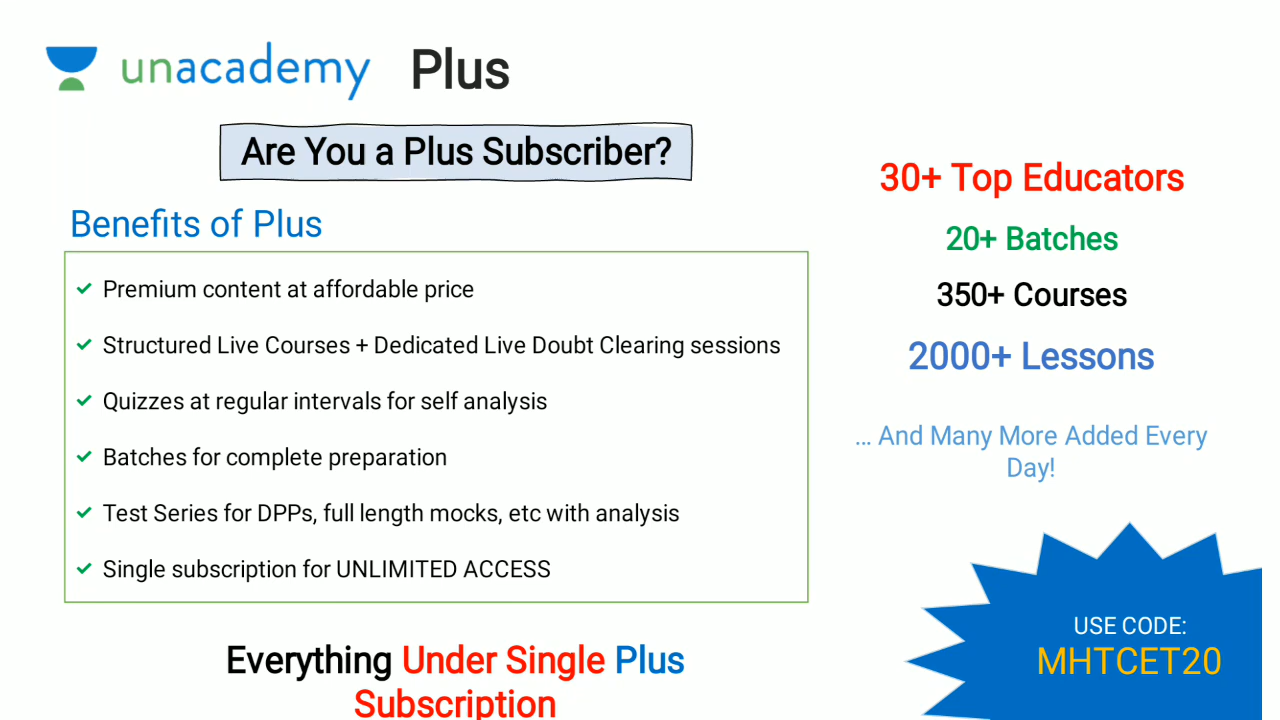 unacademy Plus
Are You a Plus Subscriber?
Benefits of Plus
Premium content at affordable price
Structured Live Courses + Dedicated Live Doubt Clearing sessions
Quizzes at regular intervals for self analysis
Batches for complete preparation
Test Series for DPPs, full length mocks, etc with analysis
Single subscription for UNLIMITED ACCESS
Everything Under Single Plus
Subscription
30+ Top Educators
20+ Batches
350+ Courses
2000+ Lessons
... And Many More Added Every
Day!
USE CODE:
MHTCET20